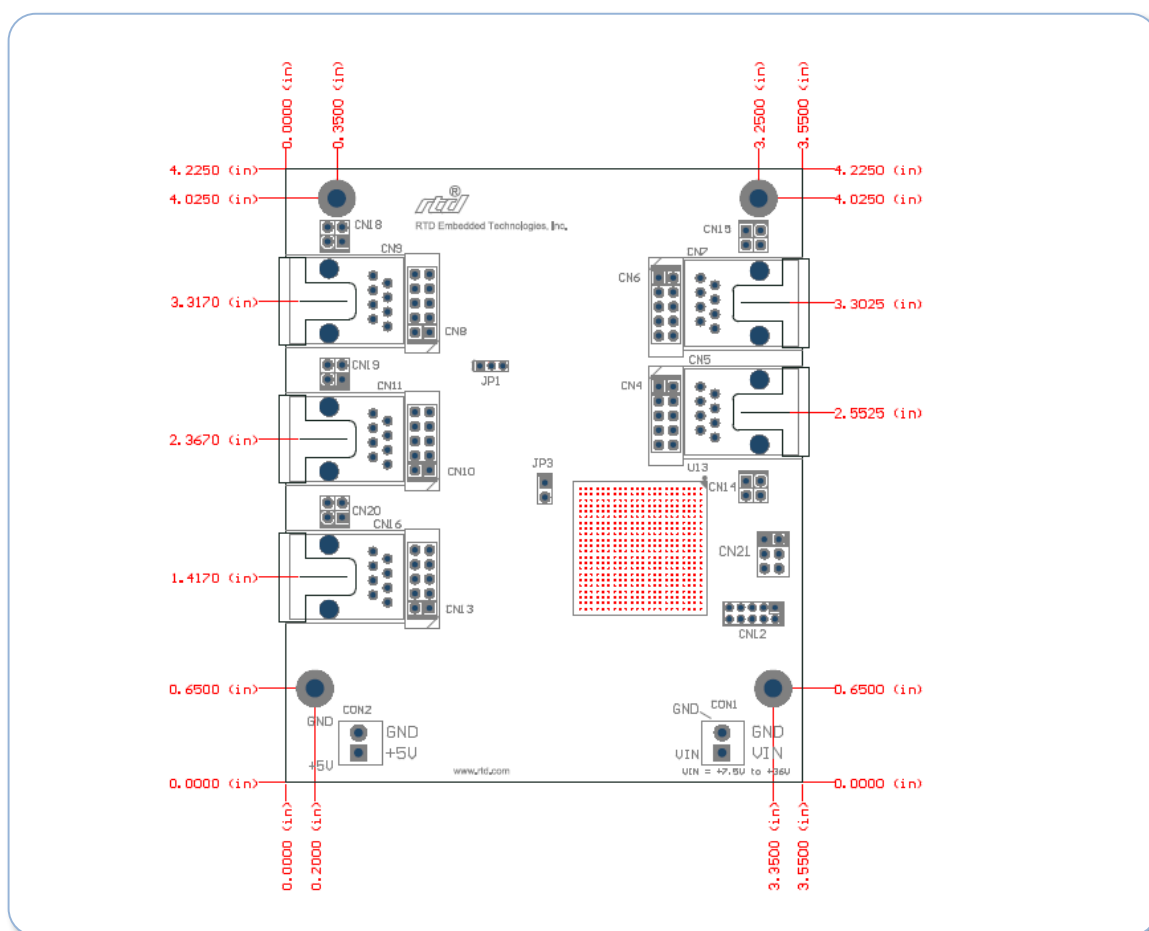 0.0000 (in)
0.3500 (in)
3.2500 (in)
3.5500 (in)
4.2250 (in)
4.2250 (in)
4.0250 (in)
4.0250 (in)
rtd®
RTD Embedded Technologies, Inc.
CN18
CN15
CN9
CN7
CN6
3.3170 (in)
3.3025 (in)
CN8
CN19
CN5
JP1
CN11
CN4
2.5525 (in)
2.3670 (in)
JP3
CN10
U13
CN14
CN20
CN16
CN21
1.4170 (in)
CN13
CN12
0.6500 (in)
0.6500 (in)
CON2
GND
CON1
GND
GND
GND
+5V
VIN
VIN
+5V
www.rtd.com
VIN = +7.5V to +36V
0.0000 (in)
0.0000 (in)
0.0000 (in)
0.2000 (in)
3.3500 (in)
3.5500 (in)